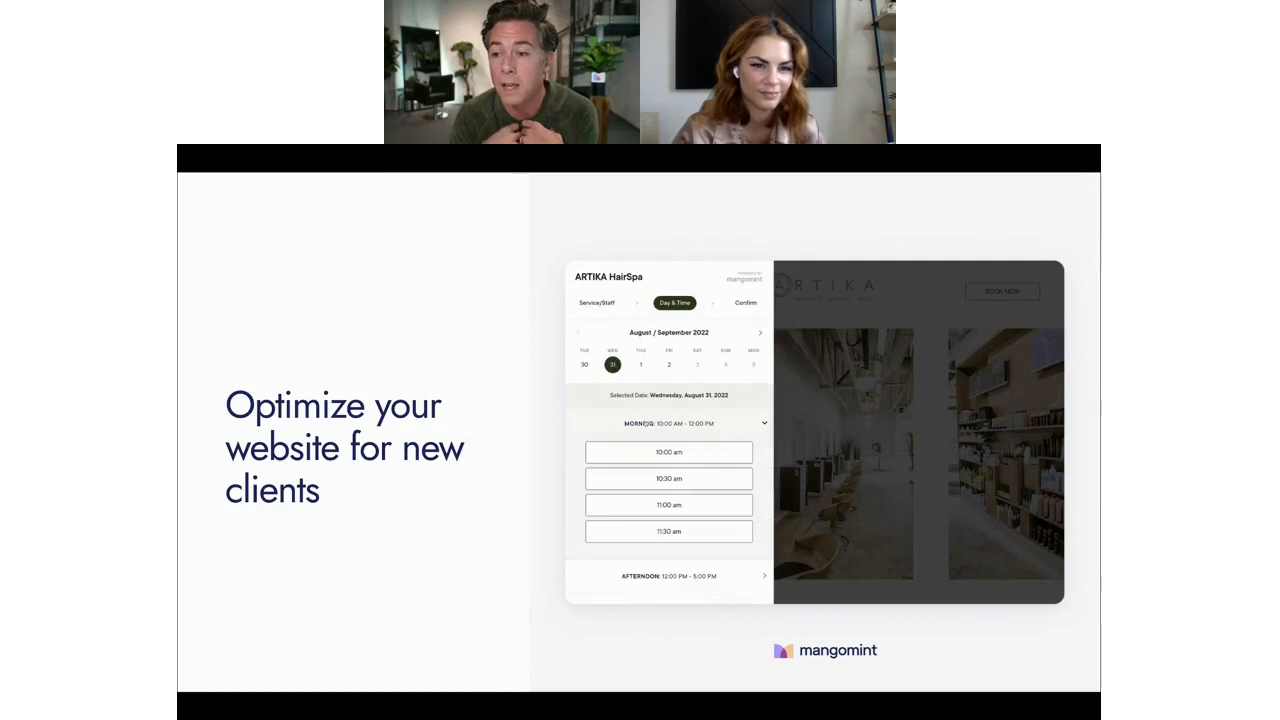 Optimize your
website for new
clients
ARTIKA HairSpa
POWERED BY
mangomint
Service/Staff
Day & Time
Confirm
August / September 2022
TUE WED THU FRI SAT SUN MON
30 31 1 2 3 4 5
Selected Date: Wednesday, August 31, 2022
MORNING: 10:00 AM - 12:00 PM
10:00 am
10:30 am
11:00 am
11:30 am
AFTERNOON: 12:00 PM - 5:00 PM
ARTIKA
BOOK NOW
mangomint